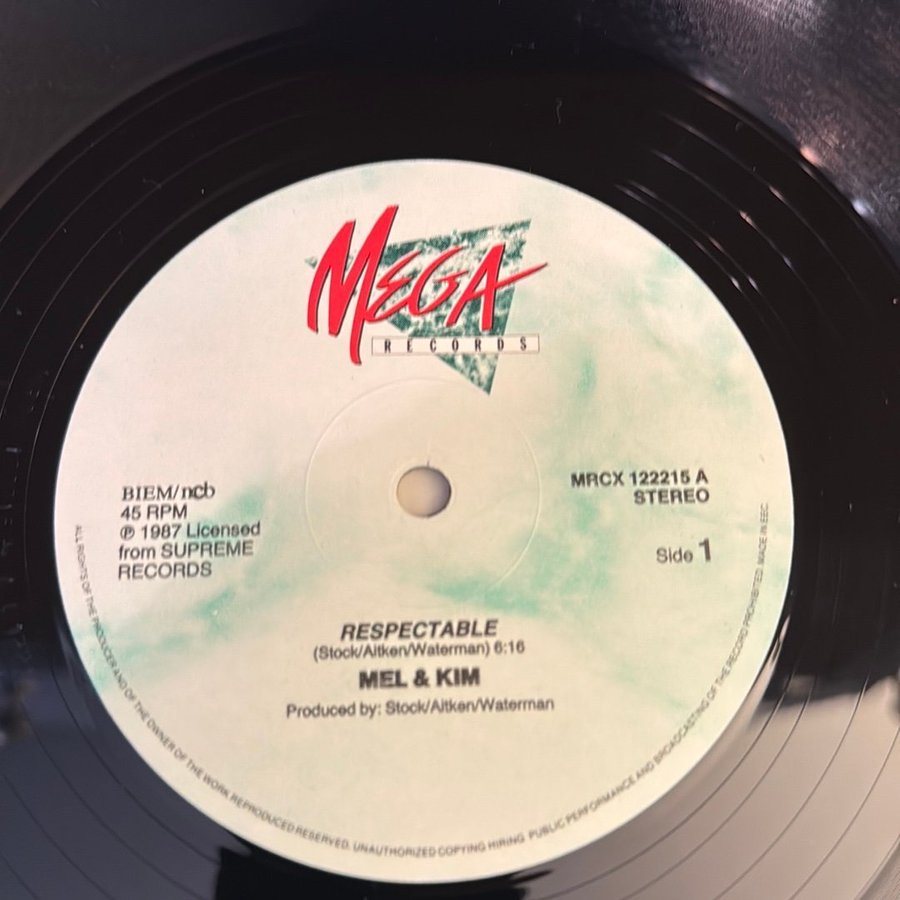 MEGA
RECORDS
BIEM/ncb
45 RPM
℗ 1987 Licensed
from SUPREME
RECORDS
MRCX 122215 A
STEREO
Side 1
RESPECTABLE
(Stock/Aitken/Waterman) 6:16
MEL & KIM
Produced by: Stock/Aitken/Waterman
ALL RIGHTS OF THE PRODUCER AND OF THE OWNER OF THE WORK REPRODUCED RESERVED. UNAUTHORIZED COPYING HIRING. PUBLIC PERFORMANCE AND BROADCASTING OF THE RECORD PROHIBITED. MADE IN EEC.